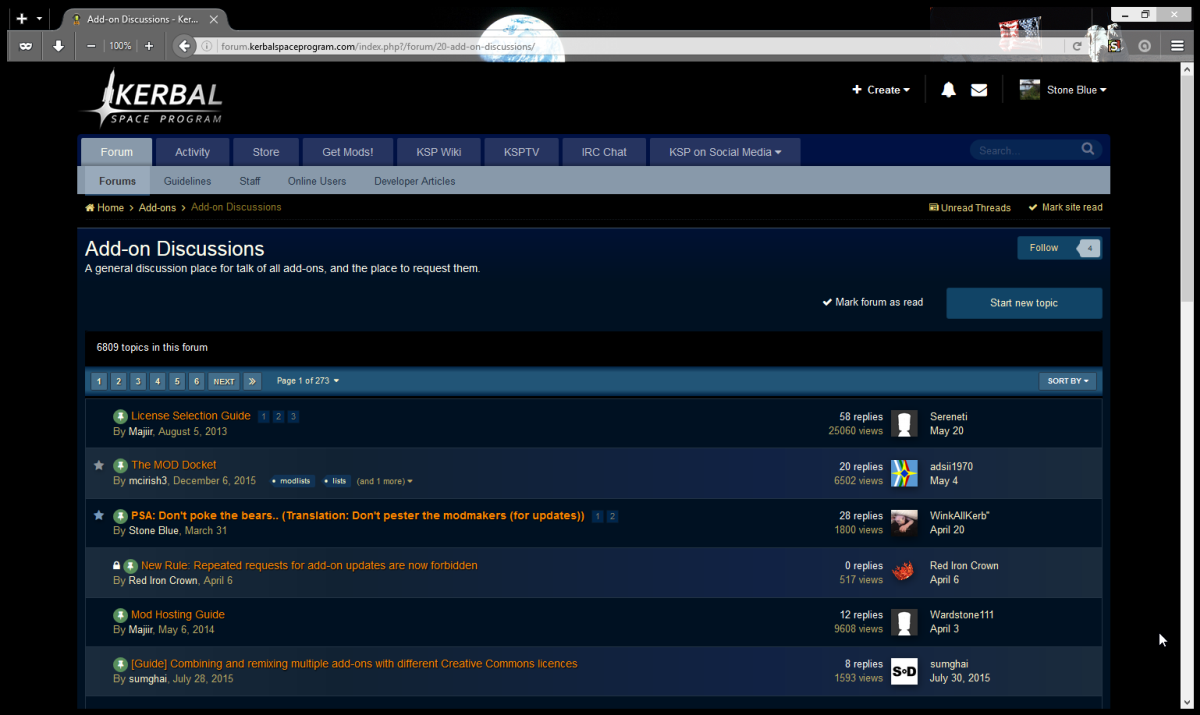 Add-on Discussions - Ker...
100%
forum.kerbalspaceprogram.com/index.php?/forum/20-add-on-discussions/
KERBAL
SPACE PROGRAM
Create
Stone Blue
Forum Activity Store Get Mods! KSP Wiki KSPTV IRC Chat KSP on Social Media
Search...
Forums Guidelines Staff Online Users Developer Articles
Home > Add-ons > Add-on Discussions
Unread Threads Mark site read
Add-on Discussions
Follow 4
A general discussion place for talk of all add-ons, and the place to request them.
Mark forum as read Start new topic
6809 topics in this forum
1 2 3 4 5 6 NEXT » Page 1 of 273 SORT BY
License Selection Guide 1 2 3 58 replies Sereneti
By Majiir, August 5, 2013 25060 views May 20
The MOD Docket 20 replies adsii1970
By mcirish3, December 6, 2015 modlists lists (and 1 more) 6502 views May 4
PSA: Don't poke the bears.. (Translation: Don't pester the modmakers (for updates)) 1 2 28 replies WinkAllKerb''
By Stone Blue, March 31 1800 views April 20
New Rule: Repeated requests for add-on updates are now forbidden 0 replies Red Iron Crown
By Red Iron Crown, April 6 517 views April 6
Mod Hosting Guide 12 replies Wardstone111
By Majiir, May 6, 2014 9608 views April 3
[Guide] Combining and remixing multiple add-ons with different Creative Commons licences 8 replies SoD sumghai
By sumghai, July 28, 2015 1593 views July 30, 2015